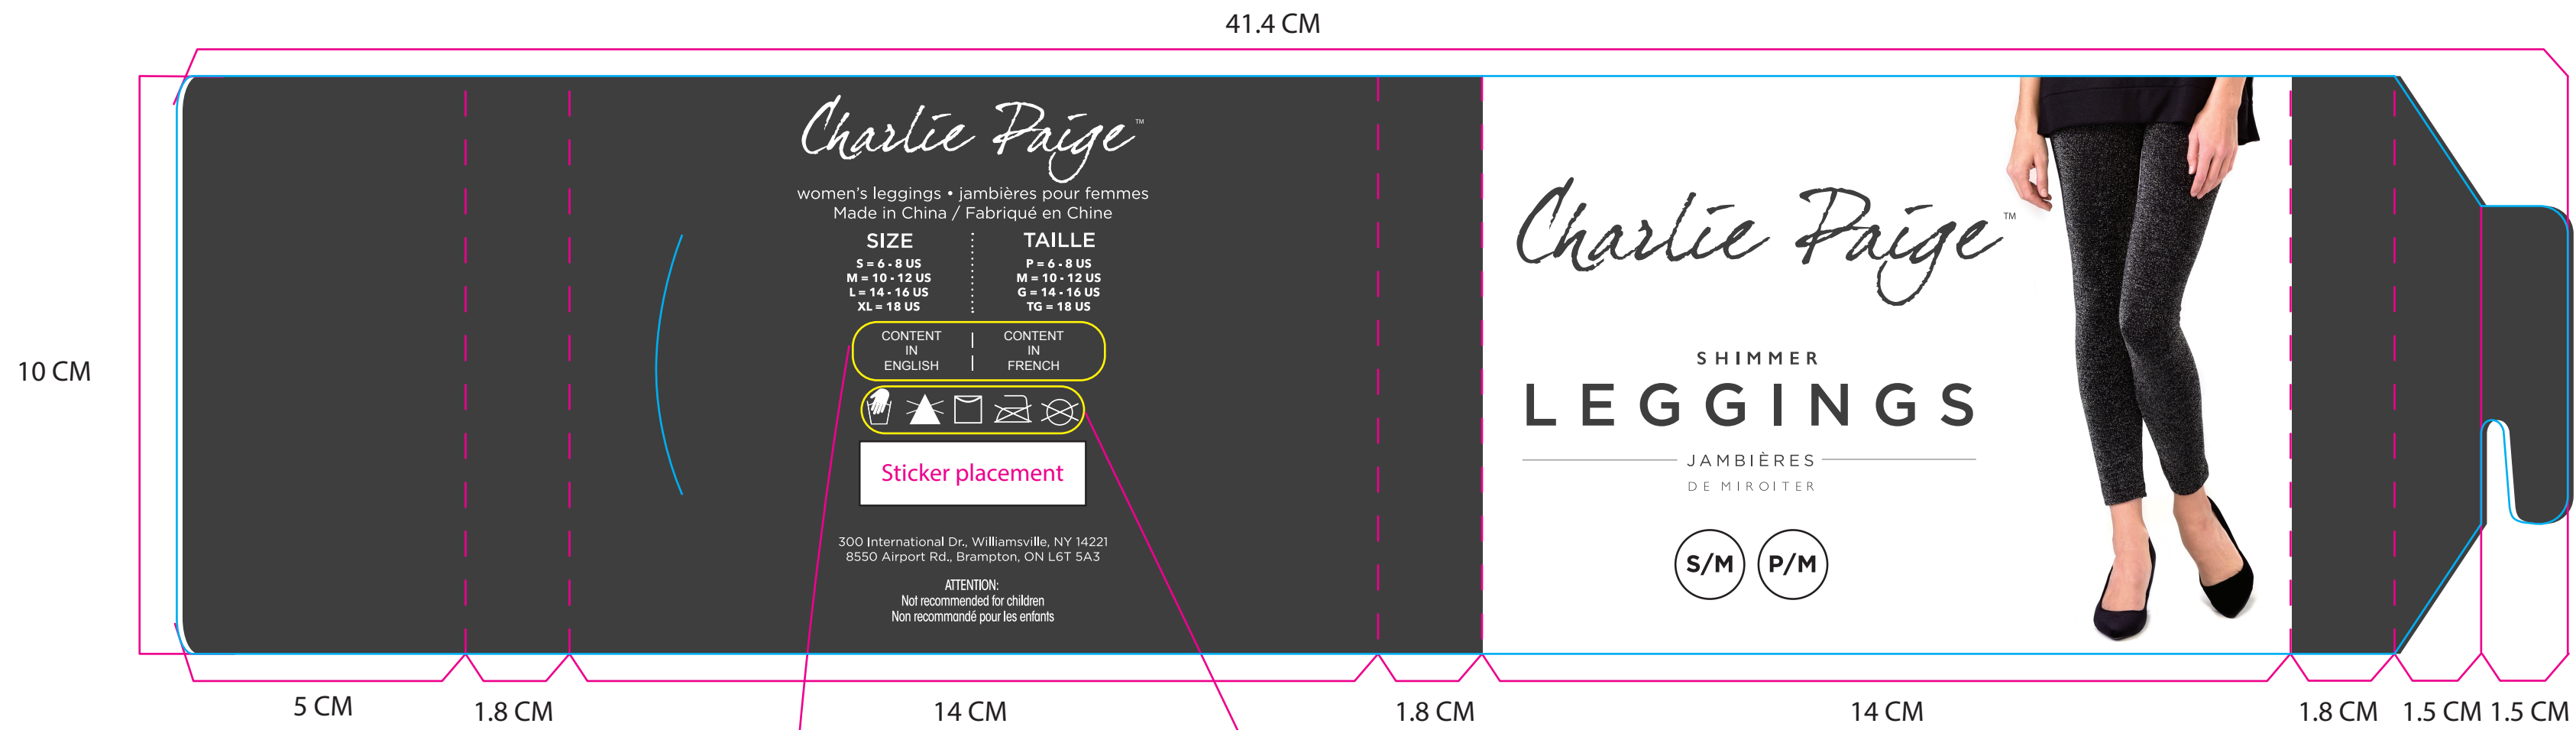 41.4 CM
10 CM
Charlie Paige™
women's leggings • jambières pour femmes
Made in China / Fabriqué en Chine
SIZE
S = 6 - 8 US
M = 10 - 12 US
L = 14 - 16 US
XL = 18 US
TAILLE
P = 6 - 8 US
M = 10 - 12 US
G = 14 - 16 US
TG = 18 US
CONTENT
IN
ENGLISH
CONTENT
IN
FRENCH
Sticker placement
300 International Dr., Williamsville, NY 14221
8550 Airport Rd., Brampton, ON L6T 5A3
ATTENTION:
Not recommended for children
Non recommandé pour les enfants
Charlie Paige™
SHIMMER
LEGGINGS
JAMBIÈRES
DE MIROITER
S/M P/M
5 CM
1.8 CM
14 CM
1.8 CM
14 CM
1.8 CM
1.5 CM
1.5 CM